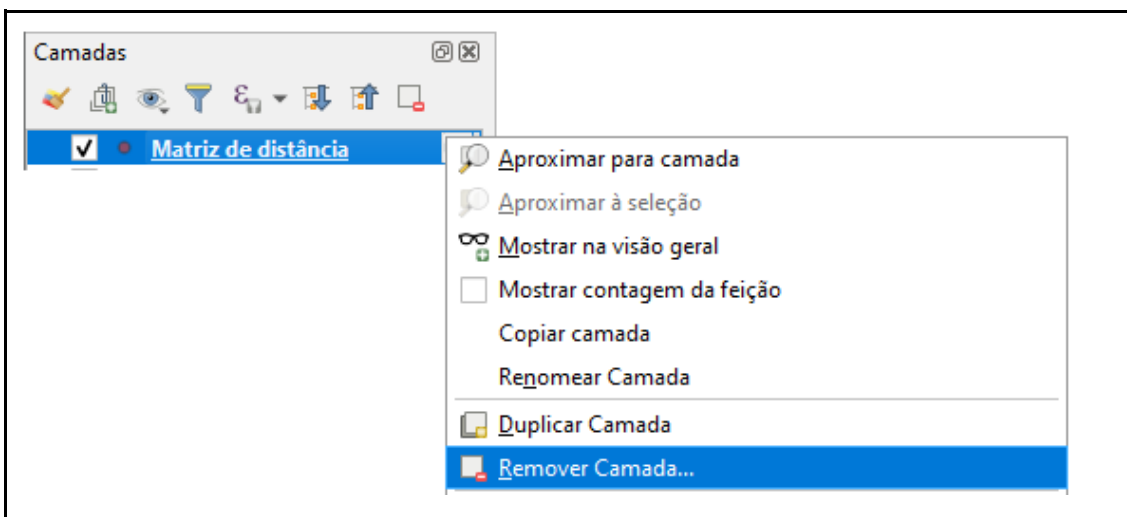 Camadas
Matriz de distância
Aproximar para camada
Aproximar à seleção
Mostrar na visão geral
Mostrar contagem da feição
Copiar camada
Renomear Camada
Duplicar Camada
Remover Camada...